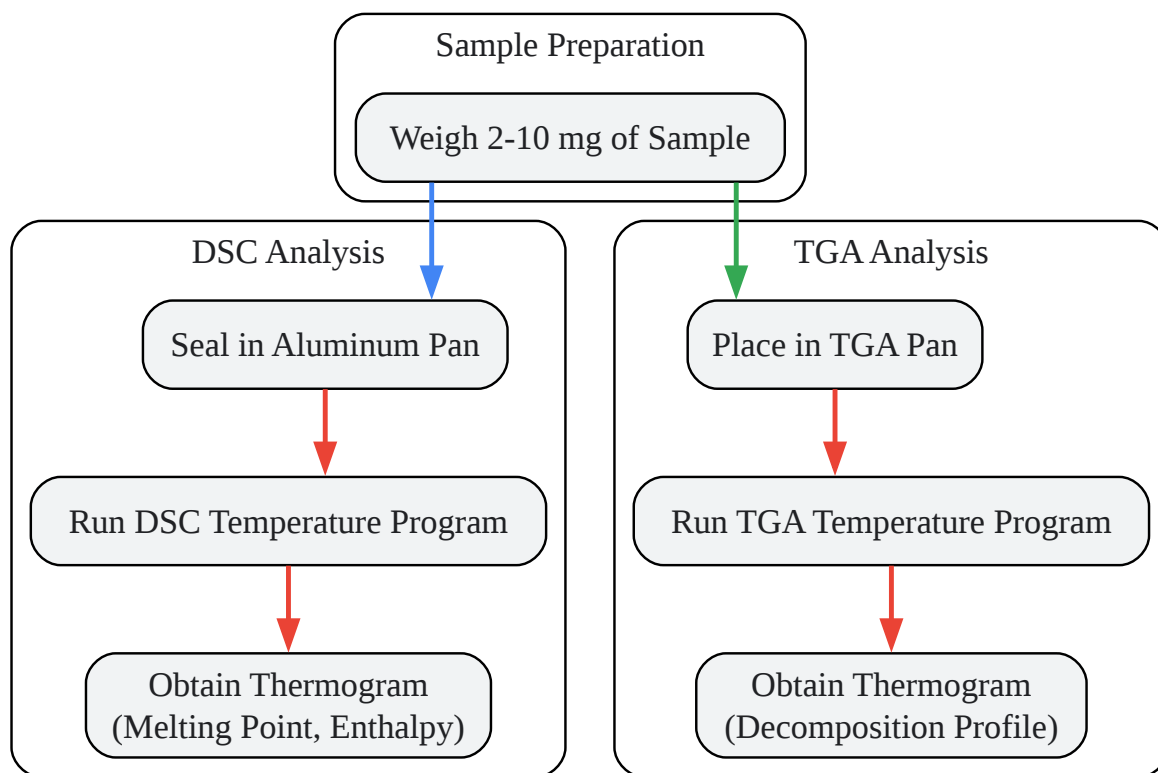 Sample Preparation
Weigh 2-10 mg of Sample
DSC Analysis
Seal in Aluminum Pan
Run DSC Temperature Program
Obtain Thermogram
(Melting Point, Enthalpy)
TGA Analysis
Place in TGA Pan
Run TGA Temperature Program
Obtain Thermogram
(Decomposition Profile)